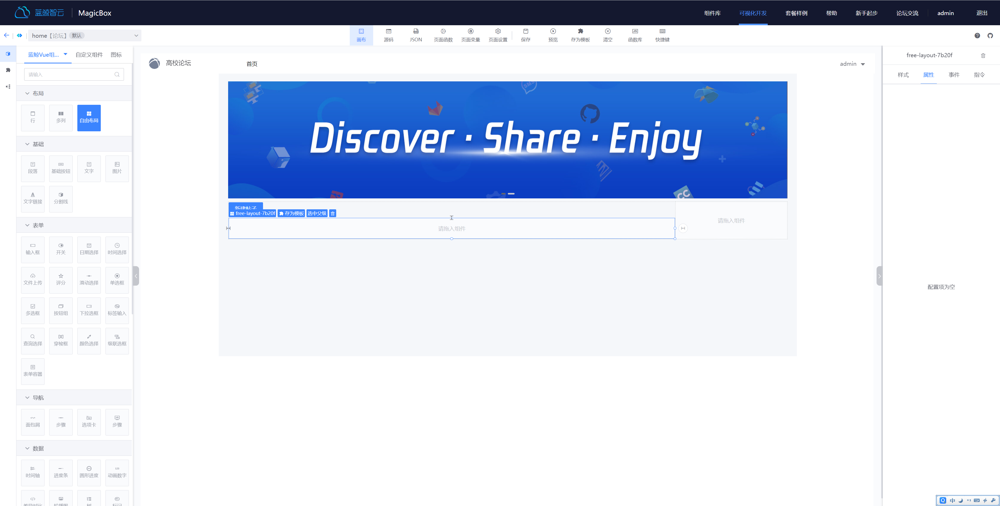 蓝鲸智云 MagicBox 组件库 可视化开发 套餐样例 帮助 新手起步 论坛交流 admin 退出
home【论坛】 默认 画布 源码 JSON 页面函数 页面变量 页面设置 保存 预览 存为模板 清空 函数库 快捷键
蓝鲸Vue组... 自定义组件 图标
请输入
布局
行 多列 自由布局
基础
段落 基础按钮 文字 图片
文字链接 分割线
表单
输入框 开关 日期选择 时间选择
文件上传 评分 滑动选择 单选框
多选框 按钮组 下拉选框 标签输入
查询选择 穿梭框 颜色选择 级联选框
表单容器
导航
面包屑 步骤 选项卡 步骤
数据
时间轴 进度条 圆形进度 动画数字
差异对比 轮播图 树 标记
高校论坛 首页 admin
SMS
Discover · Share · Enjoy
CC
新建帖子
free-layout-7b20f 存为模板 选中父级
请拖入组件
请拖入组件
free-layout-7b20f
样式 属性 事件 指令
配置项为空
中